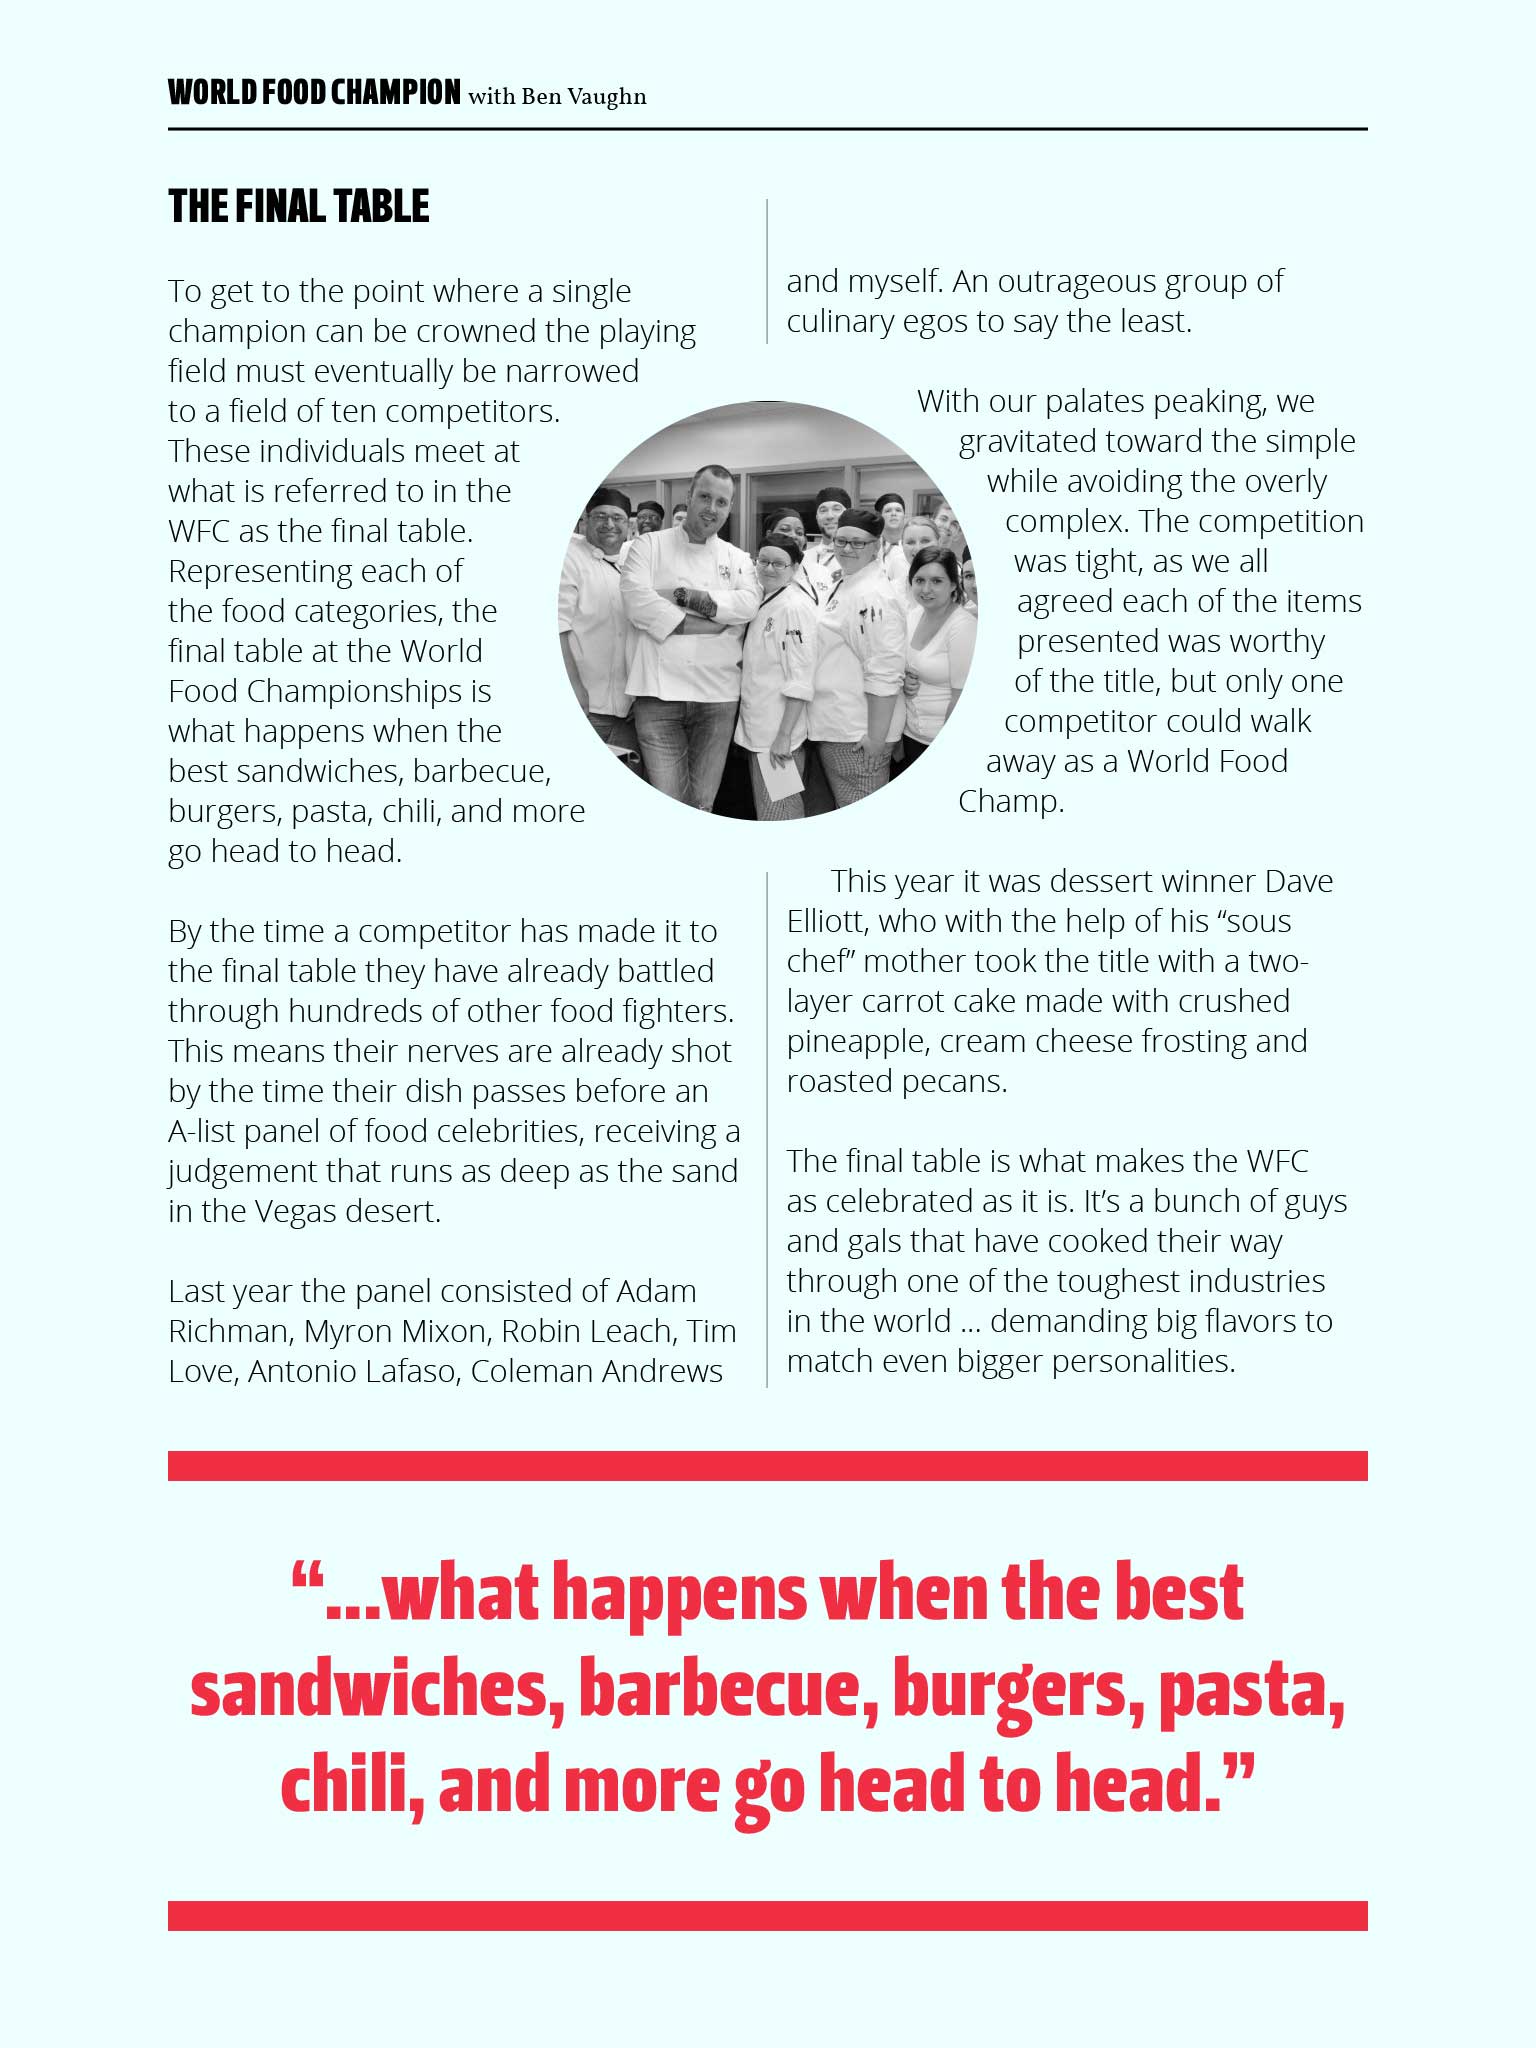 WORLD FOOD CHAMPION with Ben Vaughn
THE FINAL TABLE
To get to the point where a single
champion can be crowned the playing
field must eventually be narrowed
to a field of ten competitors.
These individuals meet at
what is referred to in the
WFC as the final table.
Representing each of
the food categories, the
final table at the World
Food Championships is
what happens when the
best sandwiches, barbecue,
burgers, pasta, chili, and more
go head to head.
By the time a competitor has made it to
the final table they have already battled
through hundreds of other food fighters.
This means their nerves are already shot
by the time their dish passes before an
A-list panel of food celebrities, receiving a
judgement that runs as deep as the sand
in the Vegas desert.
Last year the panel consisted of Adam
Richman, Myron Mixon, Robin Leach, Tim
Love, Antonio Lafaso, Coleman Andrews
and myself. An outrageous group of
culinary egos to say the least.
With our palates peaking, we
gravitated toward the simple
while avoiding the overly
complex. The competition
was tight, as we all
agreed each of the items
presented was worthy
of the title, but only one
competitor could walk
away as a World Food
Champ.
This year it was dessert winner Dave
Elliott, who with the help of his “sous
chef” mother took the title with a two-
layer carrot cake made with crushed
pineapple, cream cheese frosting and
roasted pecans.
The final table is what makes the WFC
as celebrated as it is. It’s a bunch of guys
and gals that have cooked their way
through one of the toughest industries
in the world ... demanding big flavors to
match even bigger personalities.
“...what happens when the best
sandwiches, barbecue, burgers, pasta,
chili, and more go head to head.”